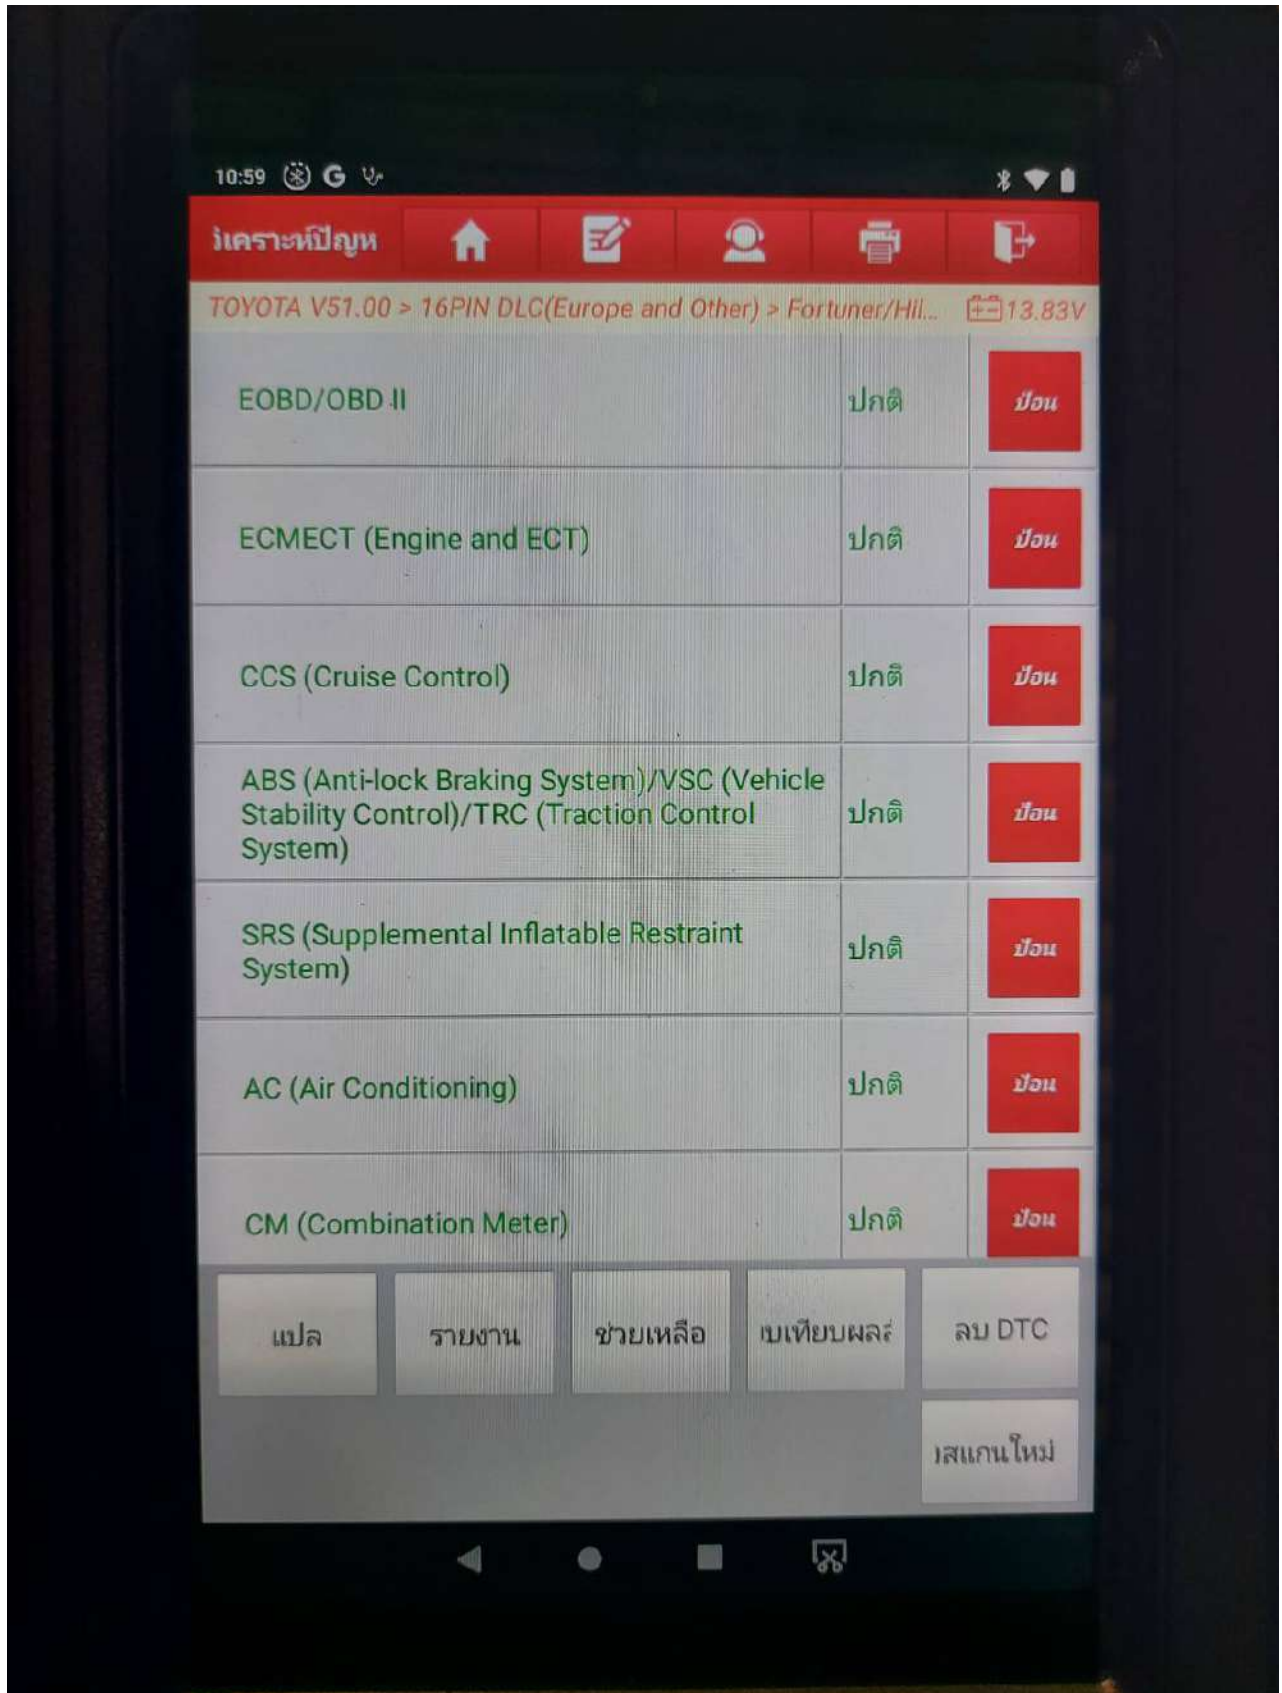 10:59
วิเคราะห์ปัญห
TOYOTA V51.00 > 16PIN DLC(Europe and Other) > Fortuner/Hil... 13.83V
EOBD/OBD II ปกติ ป้อน
ECMECT (Engine and ECT) ปกติ ป้อน
CCS (Cruise Control) ปกติ ป้อน
ABS (Anti-lock Braking System)/VSC (Vehicle
Stability Control)/TRC (Traction Control ปกติ ป้อน
System)
SRS (Supplemental Inflatable Restraint
System) ปกติ ป้อน
AC (Air Conditioning) ปกติ ป้อน
CM (Combination Meter) ปกติ ป้อน
แปล รายงาน ช่วยเหลือ บเทียบผลส ลบ DTC
สแกนใหม่